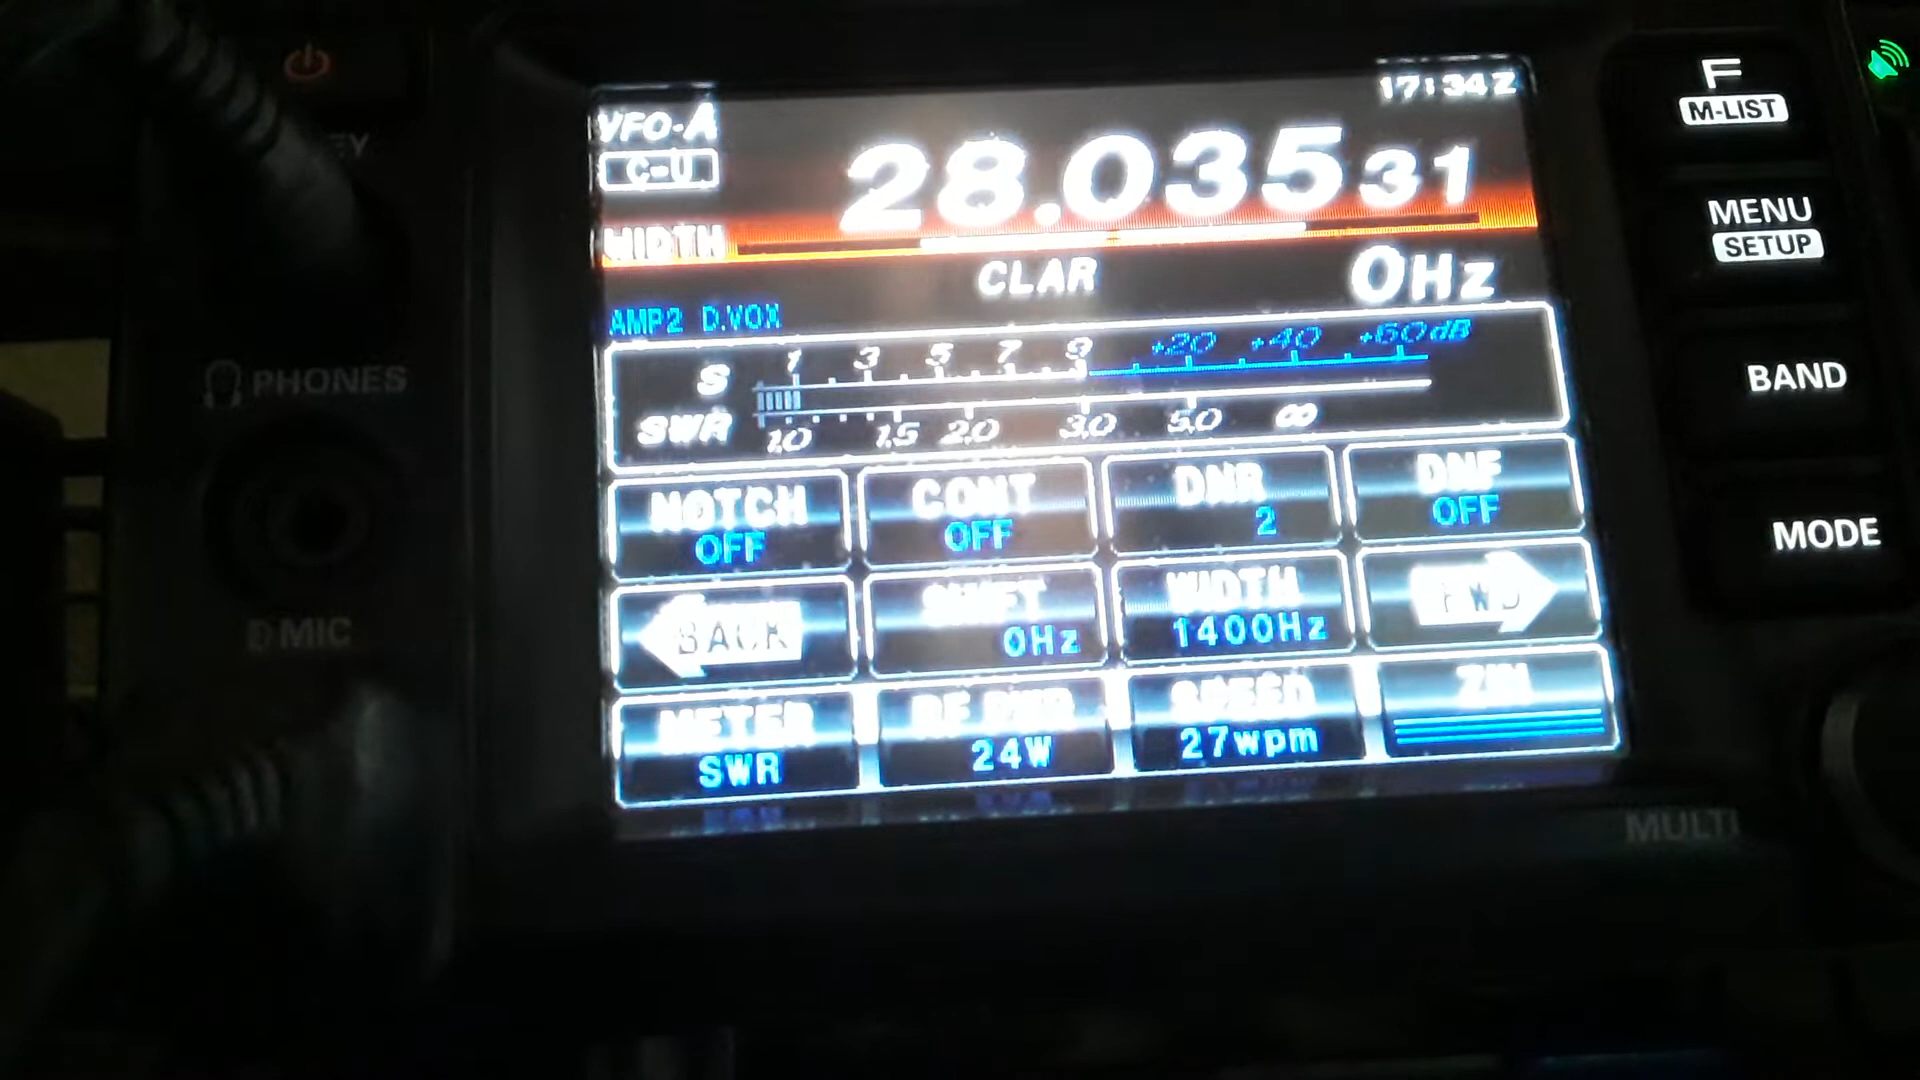 17:34Z
VFO-A
C-U
28.035 31
WIDTH
CLAR 0Hz
AMP2 D.VOX
S 1 3 5 7 9 +20 +40 +60dB
SWR 1.0 1.5 2.0 3.0 5.0 ∞
NOTCH CONT DNR DNF
OFF OFF 2 OFF
BACK SHIFT WIDTH FWD
0Hz 1400Hz
METER RF PWR SPEED ZIN
SWR 24W 27wpm
F
M-LIST
MENU
SETUP
BAND
MODE
MULTI
PHONES
MIC